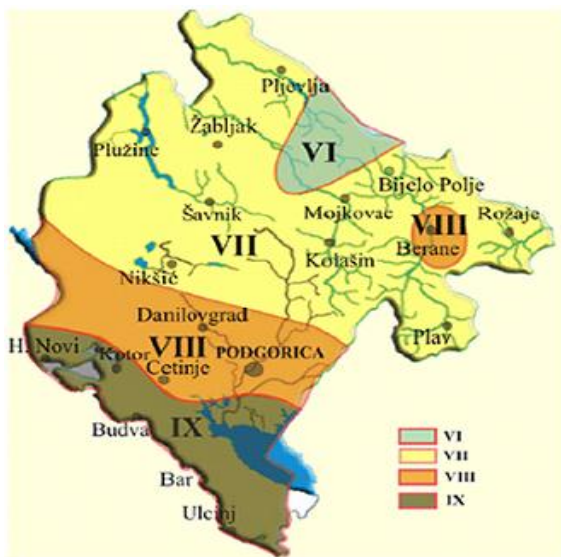 Pljevlja
Žabljak
Plužine
VI
Bijelo Polje
Šavnik
Mojkovac
VIII
Rožaje
VII
Berane
Kolašin
Nikšić
Danilovgrad
Plav
H. Novi
VIII
PODGORICA
Kotor
Cetinje
Budva
IX
Bar
Ulcinj
VI
VII
VIII
IX